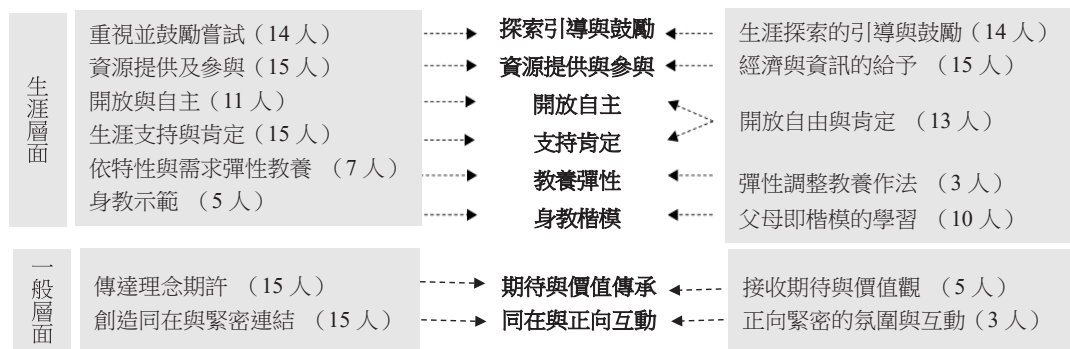 生涯層面
重視並鼓勵嘗試（14 人）
探索引導與鼓勵
生涯探索的引導與鼓勵（14 人）
資源提供及參與（15 人）
資源提供與參與
經濟與資訊的給予 （15 人）
開放與自主（11 人）
開放自主
開放自由與肯定 （13 人）
生涯支持與肯定（15 人）
支持肯定
依特性與需求彈性教養 （7 人）
教養彈性
彈性調整教養作法 （3 人）
身教示範 （5 人）
身教楷模
父母即楷模的學習 （10 人）
一般層面
傳達理念期許 （15 人）
期待與價值傳承
接收期待與價值觀 （5 人）
創造同在與緊密連結 （15 人）
同在與正向互動
正向緊密的氛圍與互動（3 人）